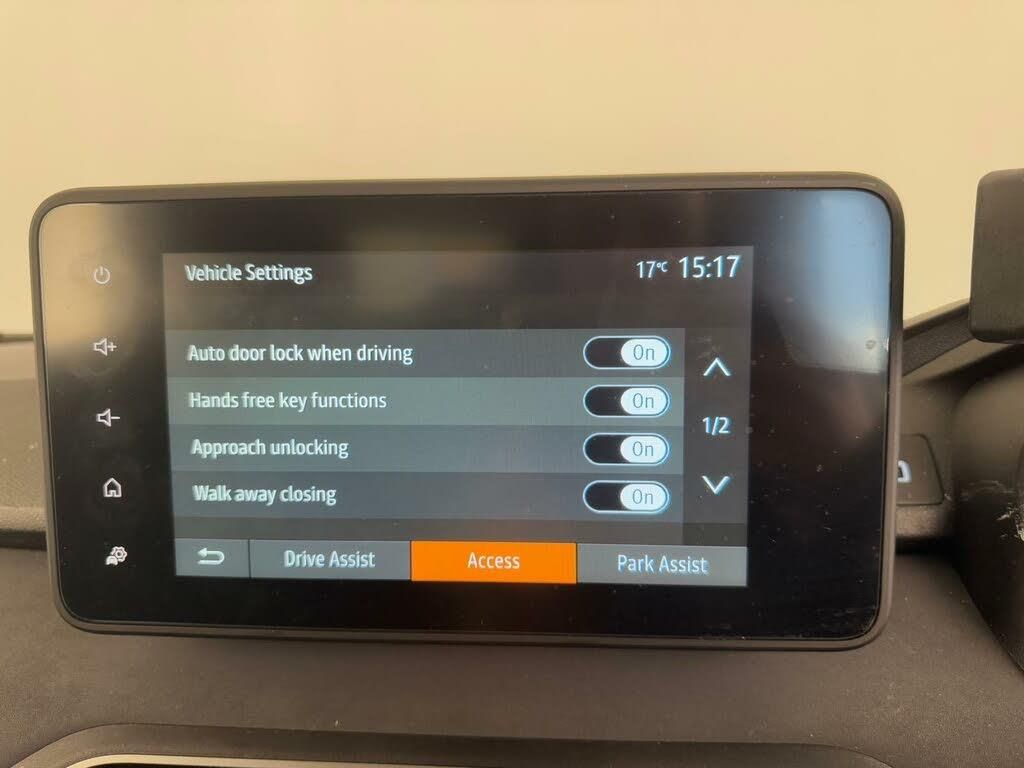 Vehicle Settings
17°C 15:17
Auto door lock when driving On
Hands free key functions On
Approach unlocking On
Walk away closing On
1/2
Drive Assist Access Park Assist